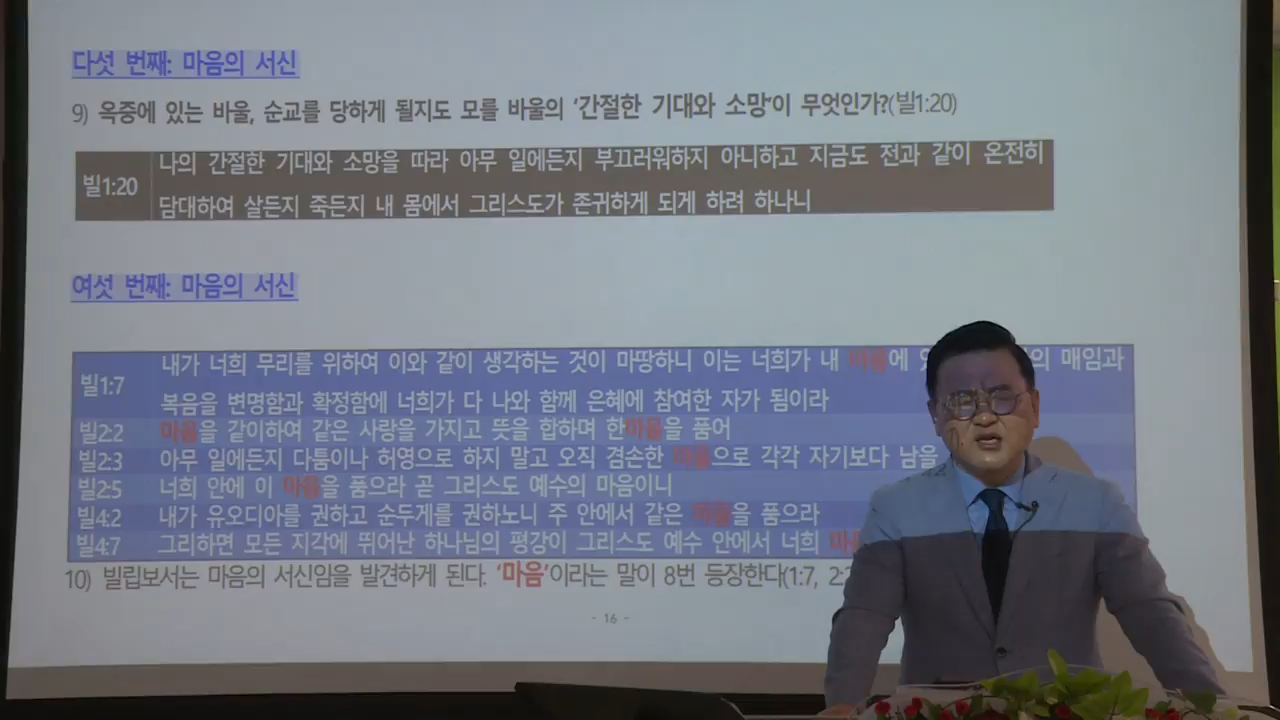 다섯 번째: 마음의 서신
9) 옥중에 있는 바울, 순교를 당하게 될지도 모를 바울의 ‘간절한 기대와 소망’이 무엇인가?(빌1:20)
빌1:20 나의 간절한 기대와 소망을 따라 아무 일에든지 부끄러워하지 아니하고 지금도 전과 같이 온전히
담대하여 살든지 죽든지 내 몸에서 그리스도가 존귀하게 되게 하려 하나니
여섯 번째: 마음의 서신
빌1:7 내가 너희 무리를 위하여 이와 같이 생각하는 것이 마땅하니 이는 너희가 내 마음에 의 매임과
복음을 변명함과 확정함에 너희가 다 나와 함께 은혜에 참여한 자가 됨이라
빌2:2 마음을 같이하여 같은 사랑을 가지고 뜻을 합하며 한마음을 품어
빌2:3 아무 일에든지 다툼이나 허영으로 하지 말고 오직 겸손한 마음으로 각각 자기보다 남을
빌2:5 너희 안에 이 마음을 품으라 곧 그리스도 예수의 마음이니
빌4:2 내가 유오디아를 권하고 순두게를 권하노니 주 안에서 같은 마음을 품으라
빌4:7 그리하면 모든 지각에 뛰어난 하나님의 평강이 그리스도 예수 안에서 너희
10) 빌립보서는 마음의 서신임을 발견하게 된다. ‘마음’이라는 말이 8번 등장한다(1:7,
- 16 -